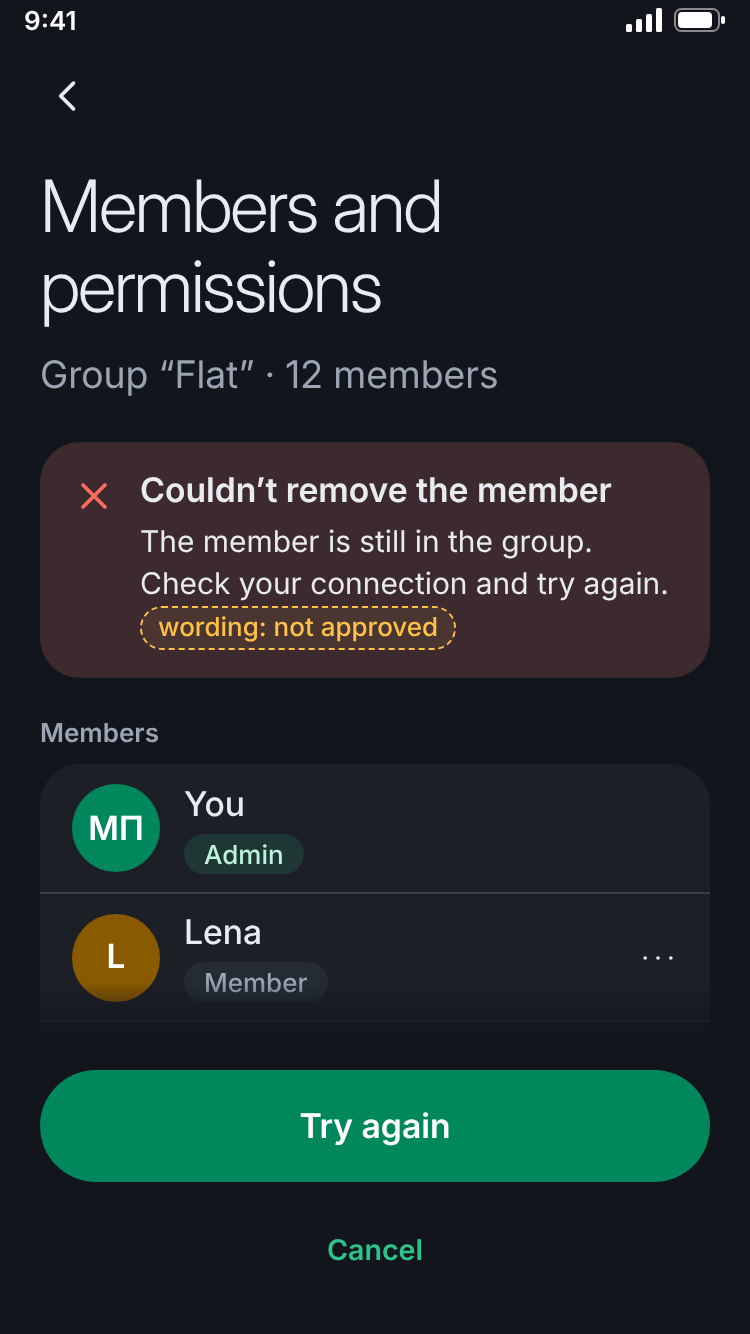 9:41
Members and
permissions
Group “Flat” · 12 members
Couldn’t remove the member
The member is still in the group.
Check your connection and try again.
wording: not approved
Members
МП
You
Admin
L
Lena
Member
Try again
Cancel